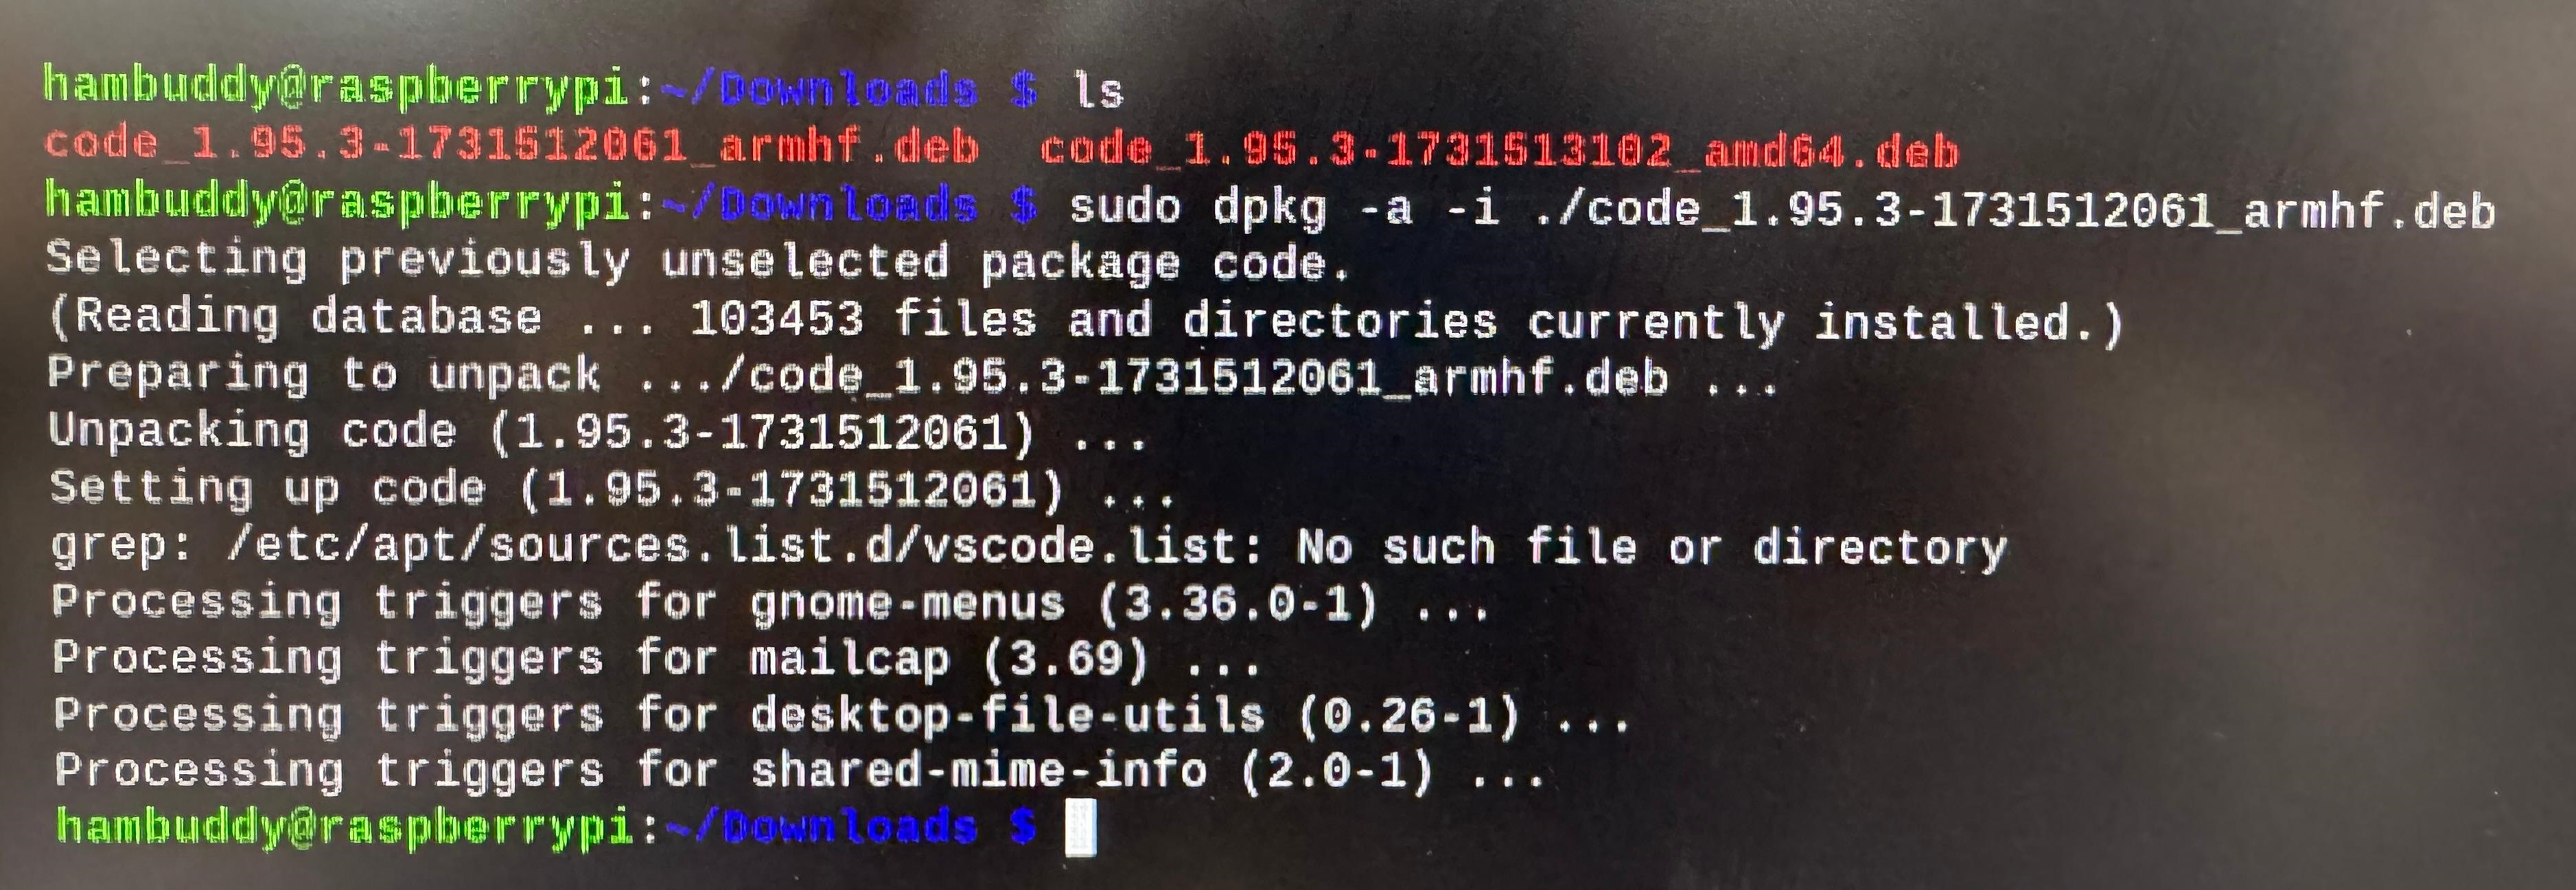 hambuddy@raspberrypi:~/Downloads $ ls
code_1.95.3-1731512061_armhf.deb  code_1.95.3-1731513102_amd64.deb
hambuddy@raspberrypi:~/Downloads $ sudo dpkg -a -i ./code_1.95.3-1731512061_armhf.deb
Selecting previously unselected package code.
(Reading database ... 103453 files and directories currently installed.)
Preparing to unpack .../code_1.95.3-1731512061_armhf.deb ...
Unpacking code (1.95.3-1731512061) ...
Setting up code (1.95.3-1731512061) ...
grep: /etc/apt/sources.list.d/vscode.list: No such file or directory
Processing triggers for gnome-menus (3.36.0-1) ...
Processing triggers for mailcap (3.69) ...
Processing triggers for desktop-file-utils (0.26-1) ...
Processing triggers for shared-mime-info (2.0-1) ...
hambuddy@raspberrypi:~/Downloads $